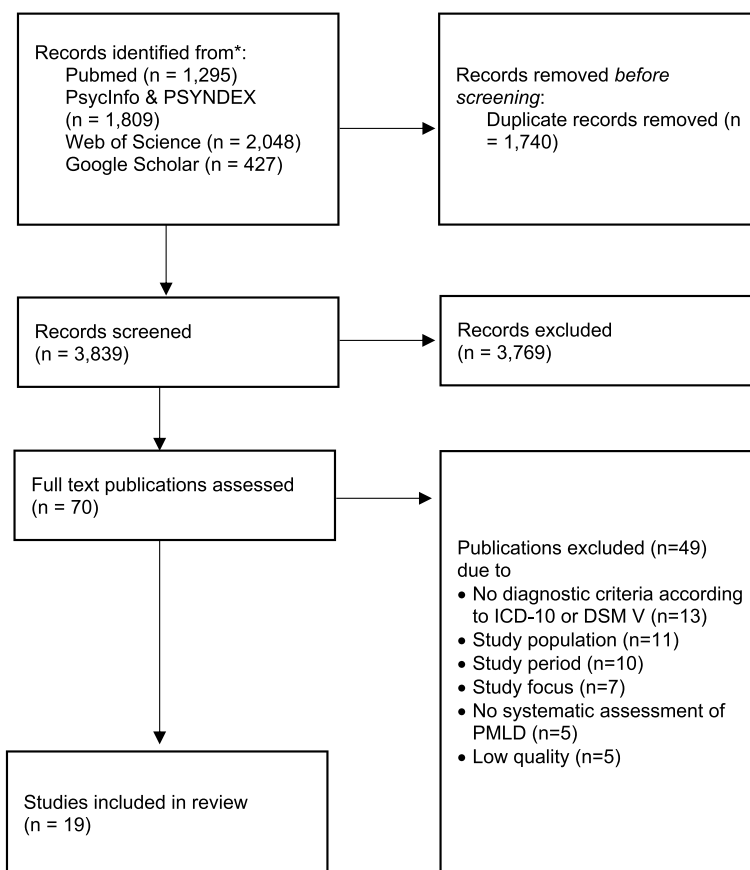 Records identified from*:
Pubmed (n = 1,295)
PsycInfo & PSYNDEX
(n = 1,809)
Web of Science (n = 2,048)
Google Scholar (n = 427)
Records removed before
screening:
Duplicate records removed (n
= 1,740)
Records screened
(n = 3,839)
Records excluded
(n = 3,769)
Full text publications assessed
(n = 70)
Publications excluded (n=49)
due to
• No diagnostic criteria according
to ICD-10 or DSM V (n=13)
• Study population (n=11)
• Study period (n=10)
• Study focus (n=7)
• No systematic assessment of
PMLD (n=5)
• Low quality (n=5)
Studies included in review
(n = 19)